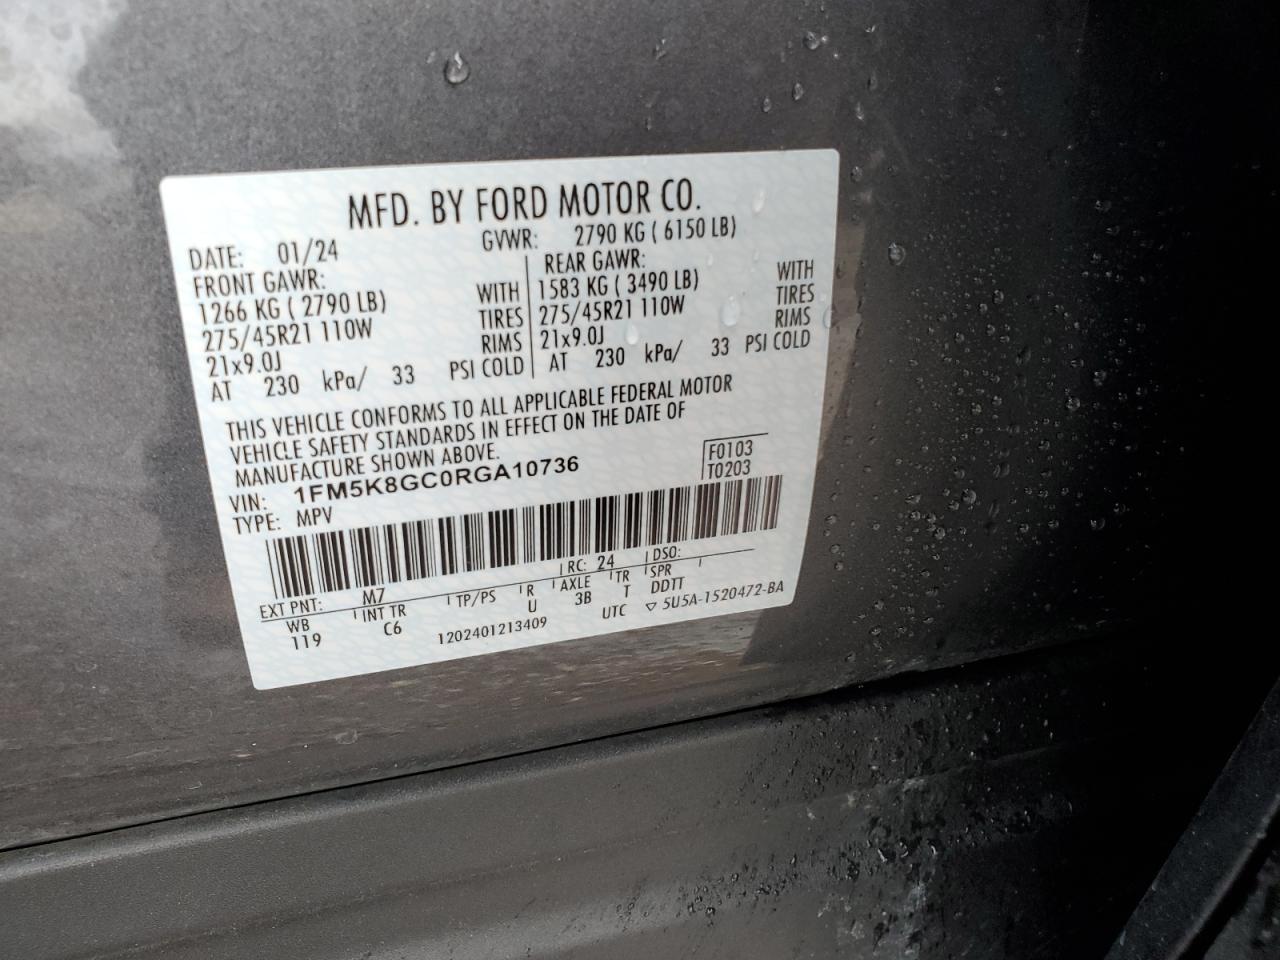 MFD. BY FORD MOTOR CO.
DATE: 01/24 GVWR: 2790 KG ( 6150 LB)
FRONT GAWR: REAR GAWR:
1266 KG ( 2790 LB) WITH 1583 KG ( 3490 LB) WITH
275/45R21 110W TIRES 275/45R21 110W TIRES
21x9.0J RIMS 21x9.0J RIMS
AT 230 kPa/ 33 PSI COLD AT 230 kPa/ 33 PSI COLD
THIS VEHICLE CONFORMS TO ALL APPLICABLE FEDERAL MOTOR
VEHICLE SAFETY STANDARDS IN EFFECT ON THE DATE OF
MANUFACTURE SHOWN ABOVE.
VIN: 1FM5K8GC0RGA10736 F0103
TYPE: MPV T0203
EXT PNT: M7 RC: 24 DSO:
WB INT TR TP/PS R AXLE TR SPR
119 C6 U 3B T DDTT
1202401213409 UTC ▽ 5U5A-1520472-BA